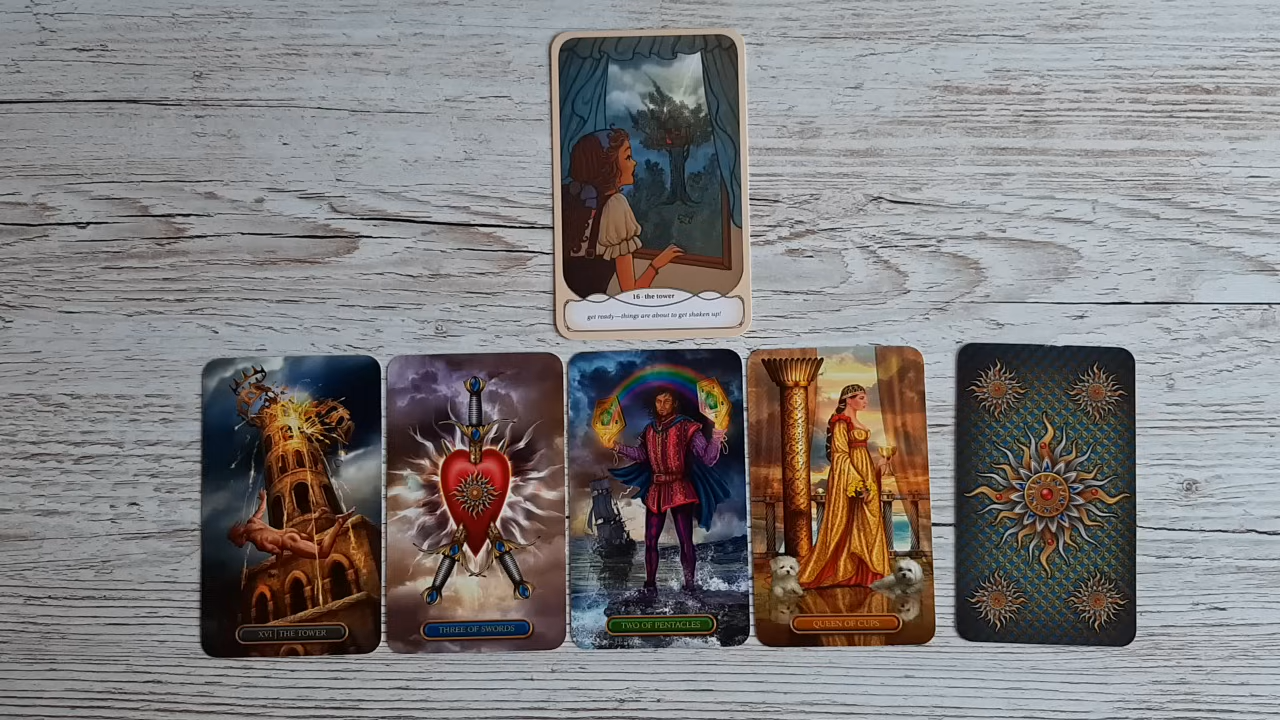 16 - the tower
get ready—things are about to get shaken up!
XVI | THE TOWER
THREE OF SWORDS
TWO OF PENTACLES
QUEEN OF CUPS